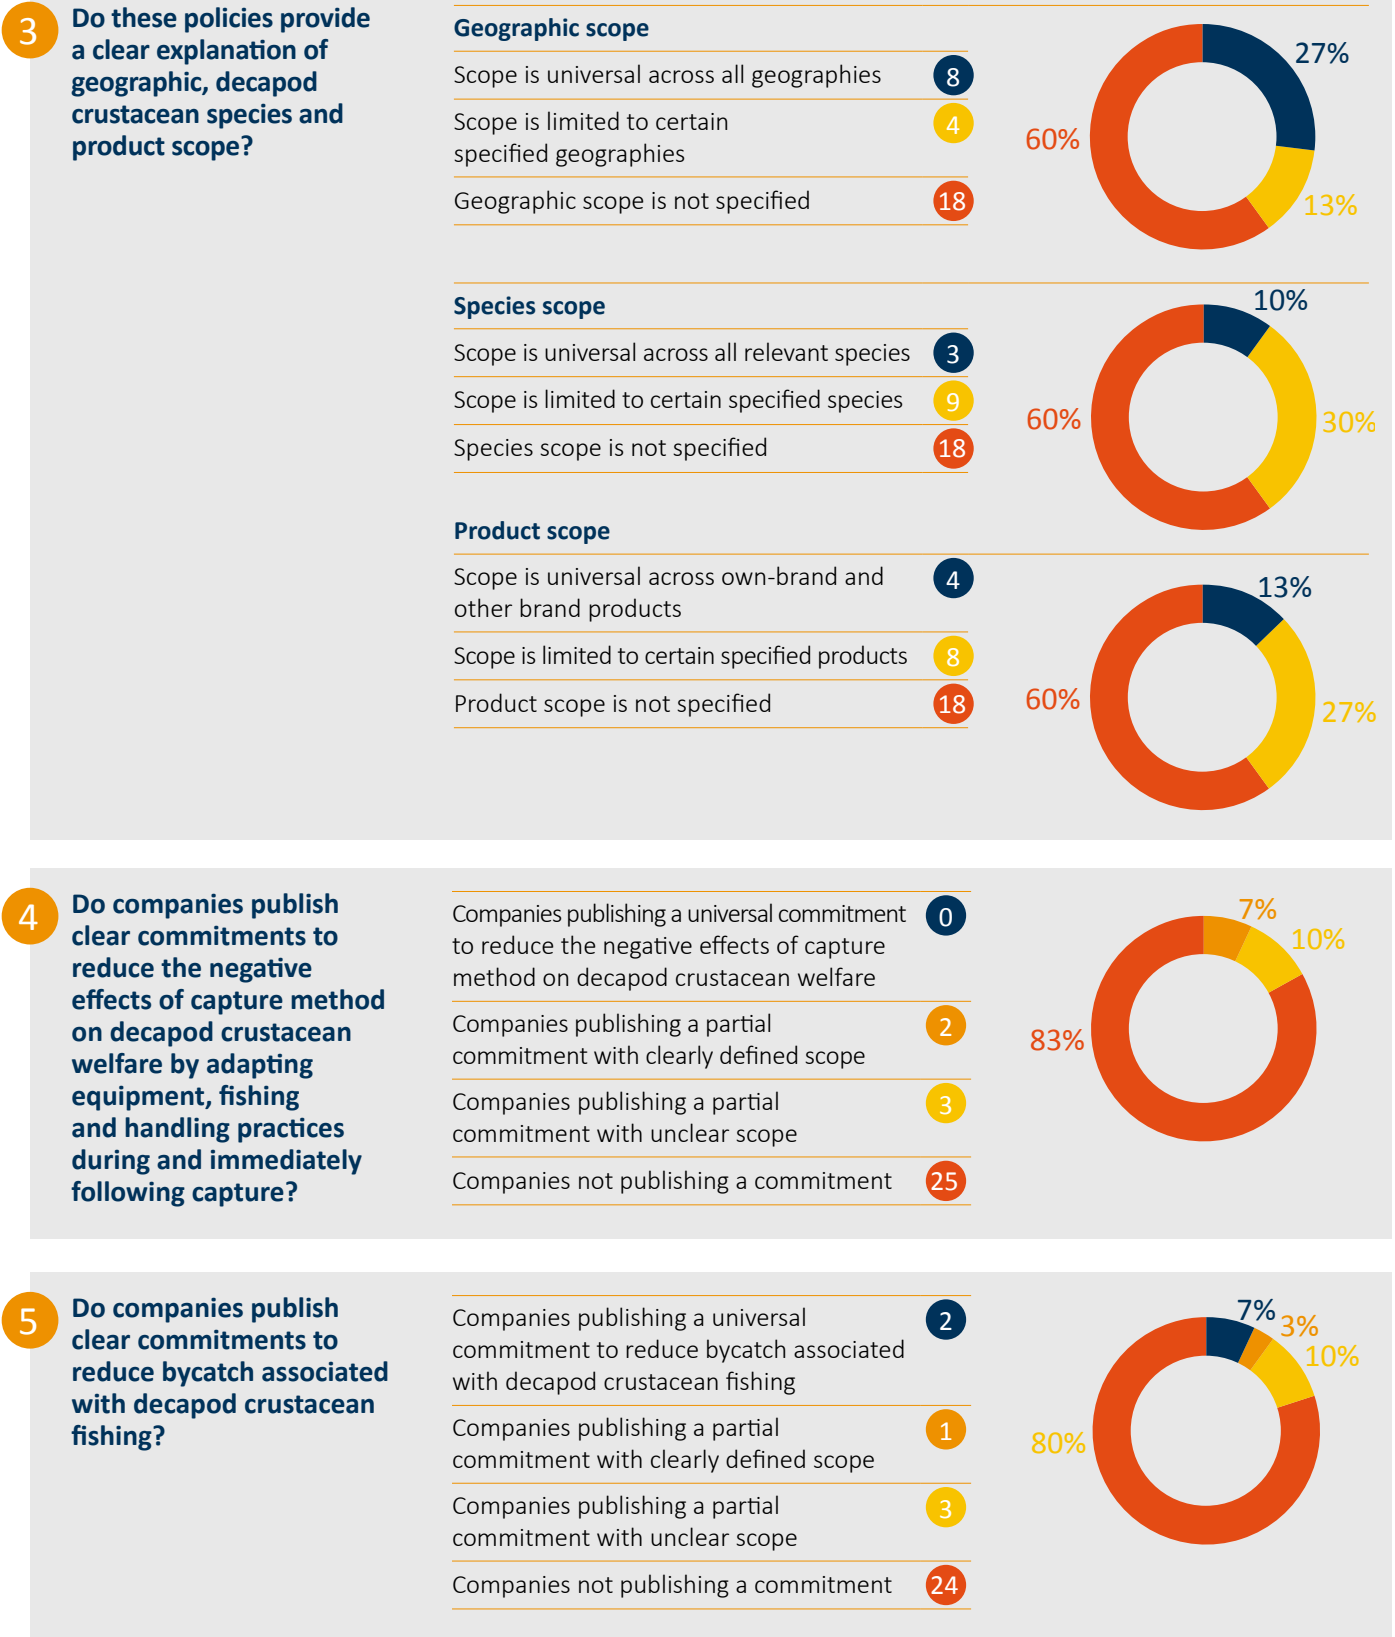 3
Do these policies provide
a clear explanation of
geographic, decapod
crustacean species and
product scope?
Geographic scope
Scope is universal across all geographies 8
Scope is limited to certain
specified geographies 4
Geographic scope is not specified 18
27%
60%
13%
Species scope
Scope is universal across all relevant species 3
Scope is limited to certain specified species 9
Species scope is not specified 18
10%
60%
30%
Product scope
Scope is universal across own-brand and
other brand products 4
Scope is limited to certain specified products 8
Product scope is not specified 18
13%
60%
27%
4
Do companies publish
clear commitments to
reduce the negative
effects of capture method
on decapod crustacean
welfare by adapting
equipment, fishing
and handling practices
during and immediately
following capture?
Companies publishing a universal commitment 0
to reduce the negative effects of capture
method on decapod crustacean welfare
Companies publishing a partial 2
commitment with clearly defined scope
Companies publishing a partial 3
commitment with unclear scope
Companies not publishing a commitment 25
7%
10%
83%
5
Do companies publish
clear commitments to
reduce bycatch associated
with decapod crustacean
fishing?
Companies publishing a universal 2
commitment to reduce bycatch associated
with decapod crustacean fishing
Companies publishing a partial 1
commitment with clearly defined scope
Companies publishing a partial 3
commitment with unclear scope
Companies not publishing a commitment 24
7%
3%
10%
80%